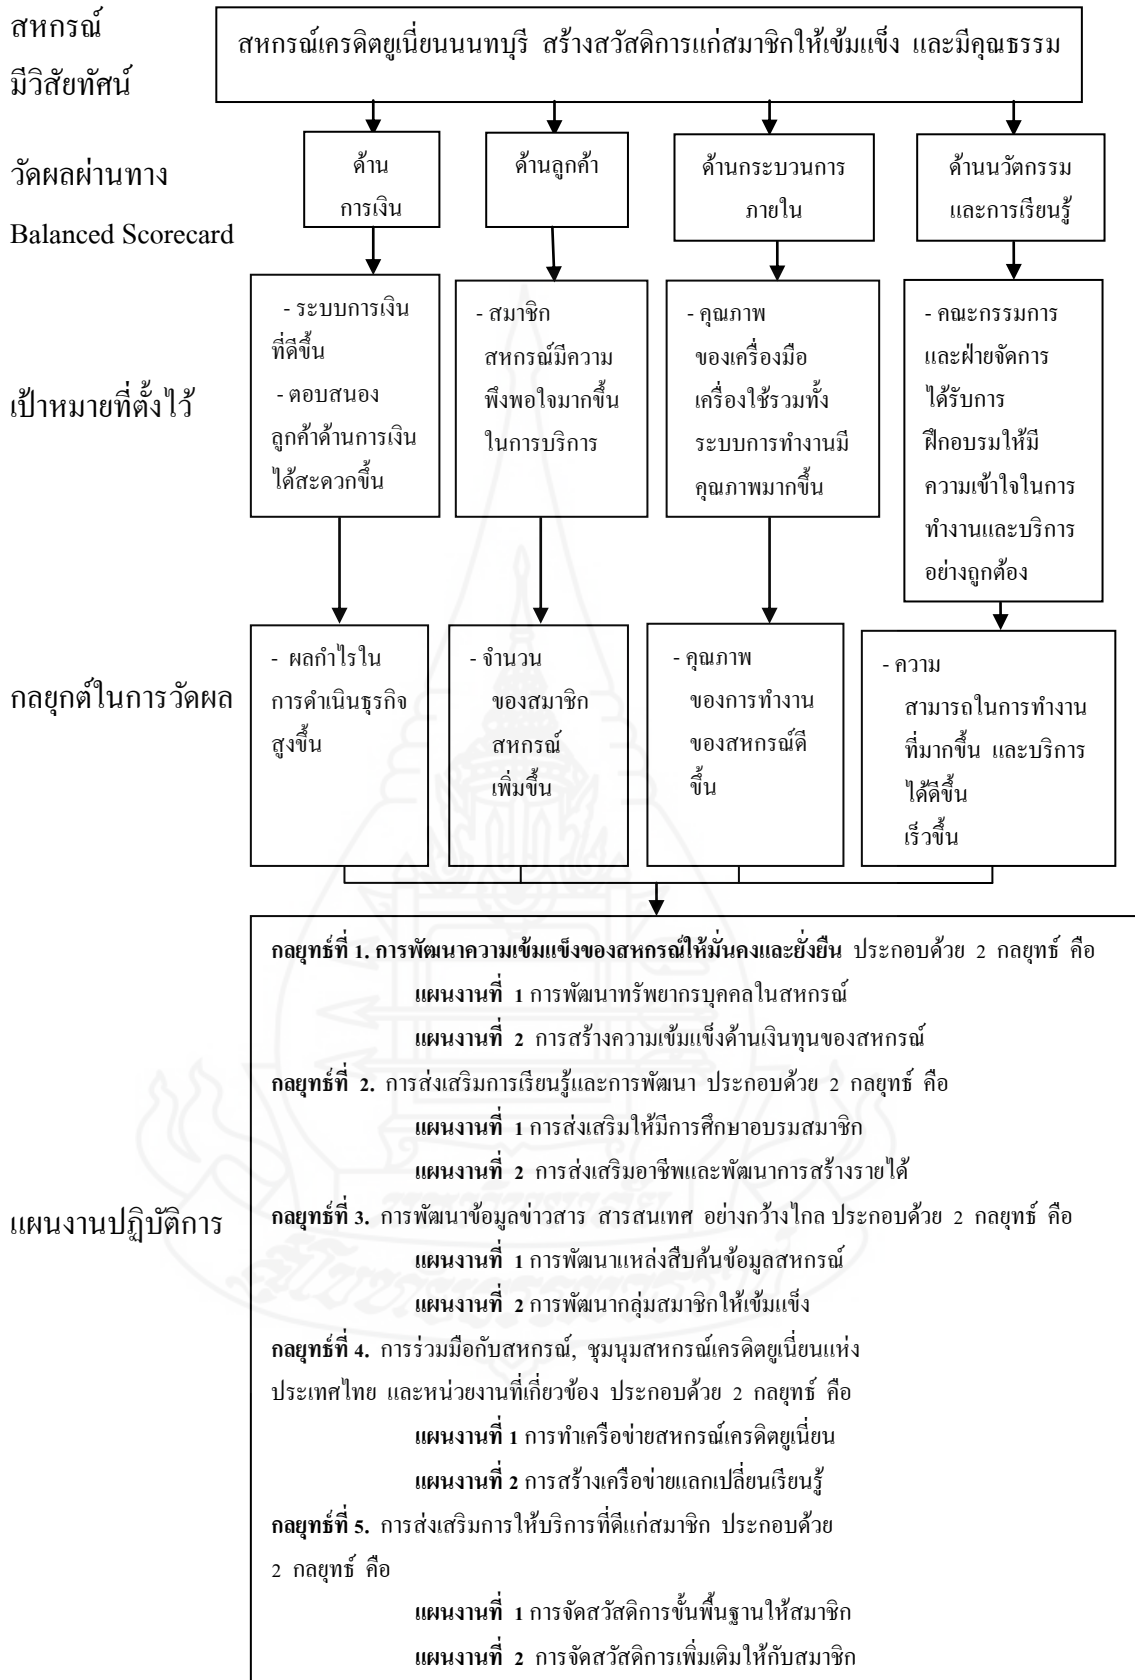 สหกรณ์
มีวิสัยทัศน์
สหกรณ์เครดิตยูเนี่ยนนนทบุรี สร้างสวัสดิการแก่สมาชิกให้เข้มแข็ง และมีคุณธรรม
วัดผลผ่านทาง
Balanced Scorecard
ด้าน
การเงิน
ด้านลูกค้า
ด้านกระบวนการ
ภายใน
ด้านนวัตกรรม
และการเรียนรู้
เป้าหมายที่ตั้งไว้
- ระบบการเงิน
ที่ดีขึ้น
- ตอบสนอง
ลูกค้าด้านการเงิน
ได้สะดวกขึ้น
- สมาชิก
สหกรณ์มีความ
พึงพอใจมากขึ้น
ในการบริการ
- คุณภาพ
ของเครื่องมือ
เครื่องใช้รวมทั้ง
ระบบการทำงานมี
คุณภาพมากขึ้น
- คณะกรรมการ
และฝ่ายจัดการ
ได้รับการ
ฝึกอบรมให้มี
ความเข้าใจในการ
ทำงานและบริการ
อย่างถูกต้อง
กลยุกต์ในการวัดผล
- ผลกำไรใน
การดำเนินธุรกิจ
สูงขึ้น
- จำนวน
ของสมาชิก
สหกรณ์
เพิ่มขึ้น
- คุณภาพ
ของการทำงาน
ของสหกรณ์ดี
ขึ้น
- ความ
สามารถในการทำงาน
ที่มากขึ้น และบริการ
ได้ดีขึ้น
เร็วขึ้น
แผนงานปฏิบัติการ
กลยุทธ์ที่ 1. การพัฒนาความเข้มแข็งของสหกรณ์ให้มั่นคงและยั่งยืน ประกอบด้วย 2 กลยุทธ์ คือ
แผนงานที่ 1 การพัฒนาทรัพยากรบุคคลในสหกรณ์
แผนงานที่ 2 การสร้างความเข้มแข็งด้านเงินทุนของสหกรณ์
กลยุทธ์ที่ 2. การส่งเสริมการเรียนรู้และการพัฒนา ประกอบด้วย 2 กลยุทธ์ คือ
แผนงานที่ 1 การส่งเสริมให้มีการศึกษาอบรมสมาชิก
แผนงานที่ 2 การส่งเสริมอาชีพและพัฒนาการสร้างรายได้
กลยุทธ์ที่ 3. การพัฒนาข้อมูลข่าวสาร สารสนเทศ อย่างกว้างไกล ประกอบด้วย 2 กลยุทธ์ คือ
แผนงานที่ 1 การพัฒนาแหล่งสืบค้นข้อมูลสหกรณ์
แผนงานที่ 2 การพัฒนากลุ่มสมาชิกให้เข้มแข็ง
กลยุทธ์ที่ 4. การร่วมมือกับสหกรณ์, ชุมนุมสหกรณ์เครดิตยูเนี่ยนแห่ง
ประเทศไทย และหน่วยงานที่เกี่ยวข้อง ประกอบด้วย 2 กลยุทธ์ คือ
แผนงานที่ 1 การทำเครือข่ายสหกรณ์เครดิตยูเนี่ยน
แผนงานที่ 2 การสร้างเครือข่ายแลกเปลี่ยนเรียนรู้
กลยุทธ์ที่ 5. การส่งเสริมการให้บริการที่ดีแก่สมาชิก ประกอบด้วย
2 กลยุทธ์ คือ
แผนงานที่ 1 การจัดสวัสดิการขั้นพื้นฐานให้สมาชิก
แผนงานที่ 2 การจัดสวัสดิการเพิ่มเติมให้กับสมาชิก